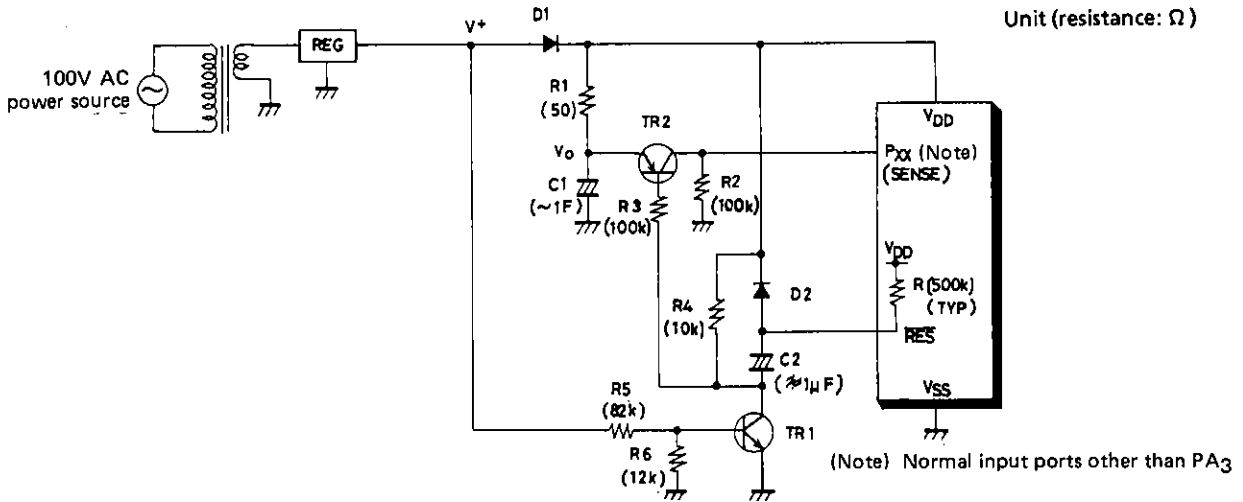 Unit (resistance: Ω)
V+
D1
REG
100V AC
power source
R1
(50)
TR2
VDD
Vo
PXX (Note)
(SENSE)
C1
(~1F)
R2
(100k)
R3
(100k)
VDD
R (500k)
(TYP)
D2
R4
(10k)
RES
C2
(≈1μF)
VSS
R5
(82k)
TR1
R6
(12k)
(Note) Normal input ports other than PA3